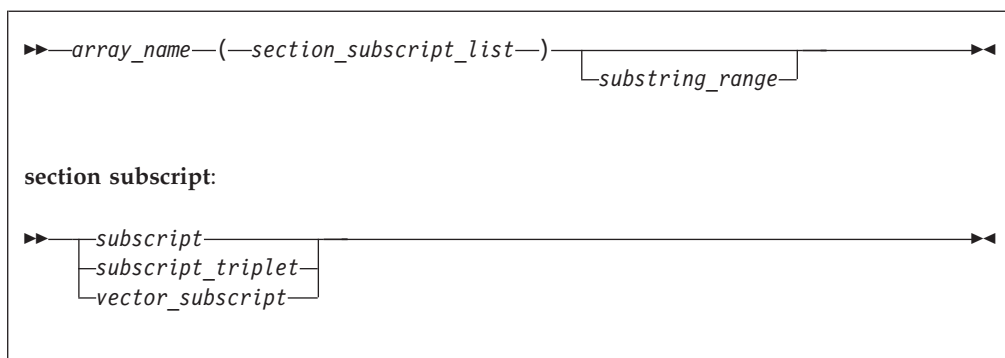 array_name ( section_subscript_list )
substring_range
section subscript:
subscript
subscript_triplet
vector_subscript